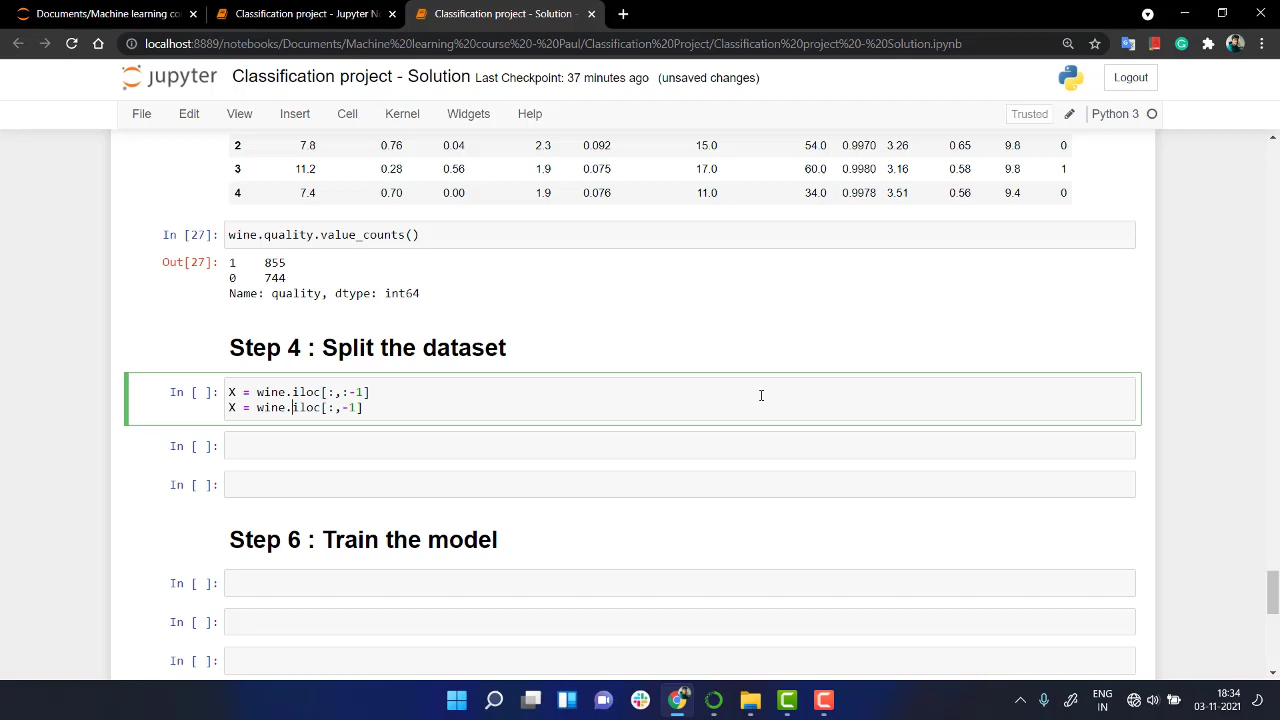 Documents/Machine learning co
Classification project - Jupyter N
Classification project - Solution -
localhost:8889/notebooks/Documents/Machine%20learning%20course%20-%20Paul/Classification%20Project/Classification%20project%20-%20Solution.ipynb
jupyter Classification project - Solution Last Checkpoint: 37 minutes ago (unsaved changes) Logout
File Edit View Insert Cell Kernel Widgets Help Trusted Python 3
2 7.8 0.76 0.04 2.3 0.092 15.0 54.0 0.9970 3.26 0.65 9.8 0
3 11.2 0.28 0.56 1.9 0.075 17.0 60.0 0.9980 3.16 0.58 9.8 1
4 7.4 0.70 0.00 1.9 0.076 11.0 34.0 0.9978 3.51 0.56 9.4 0
In [27]: wine.quality.value_counts()
Out[27]: 1 855
0 744
Name: quality, dtype: int64
Step 4 : Split the dataset
In [ ]: X = wine.iloc[:,:-1]
X = wine.iloc[:,-1]
In [ ]:
In [ ]:
Step 6 : Train the model
In [ ]:
In [ ]:
In [ ]:
ENG
IN
18:34
03-11-2021